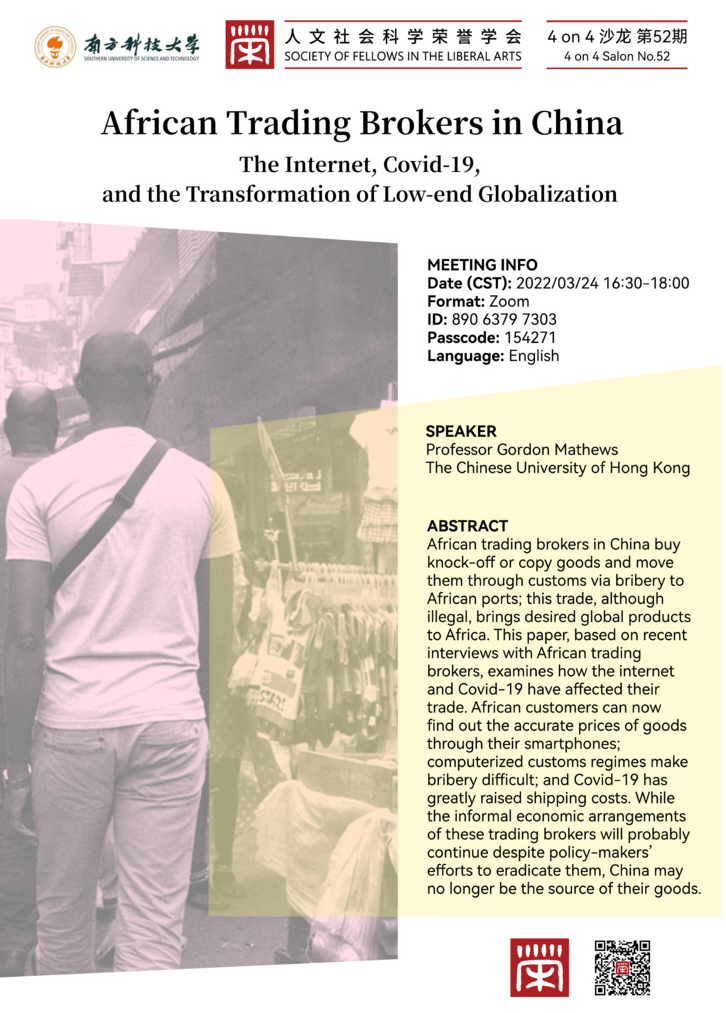 南方科技大学
SOUTHERN UNIVERSITY OF SCIENCE AND TECHNOLOGY
人文社会科学荣誉学会
SOCIETY OF FELLOWS IN THE LIBERAL ARTS
4 on 4 沙龙 第52期
4 on 4 Salon No.52
African Trading Brokers in China
The Internet, Covid-19,
and the Transformation of Low-end Globalization
MEETING INFO
Date (CST): 2022/03/24 16:30-18:00
Format: Zoom
ID: 890 6379 7303
Passcode: 154271
Language: English
SPEAKER
Professor Gordon Mathews
The Chinese University of Hong Kong
ABSTRACT
African trading brokers in China buy
knock-off or copy goods and move
them through customs via bribery to
African ports; this trade, although
illegal, brings desired global products
to Africa. This paper, based on recent
interviews with African trading
brokers, examines how the internet
and Covid-19 have affected their
trade. African customers can now
find out the accurate prices of goods
through their smartphones;
computerized customs regimes make
bribery difficult; and Covid-19 has
greatly raised shipping costs. While
the informal economic arrangements
of these trading brokers will probably
continue despite policy-makers’
efforts to eradicate them, China may
no longer be the source of their goods.